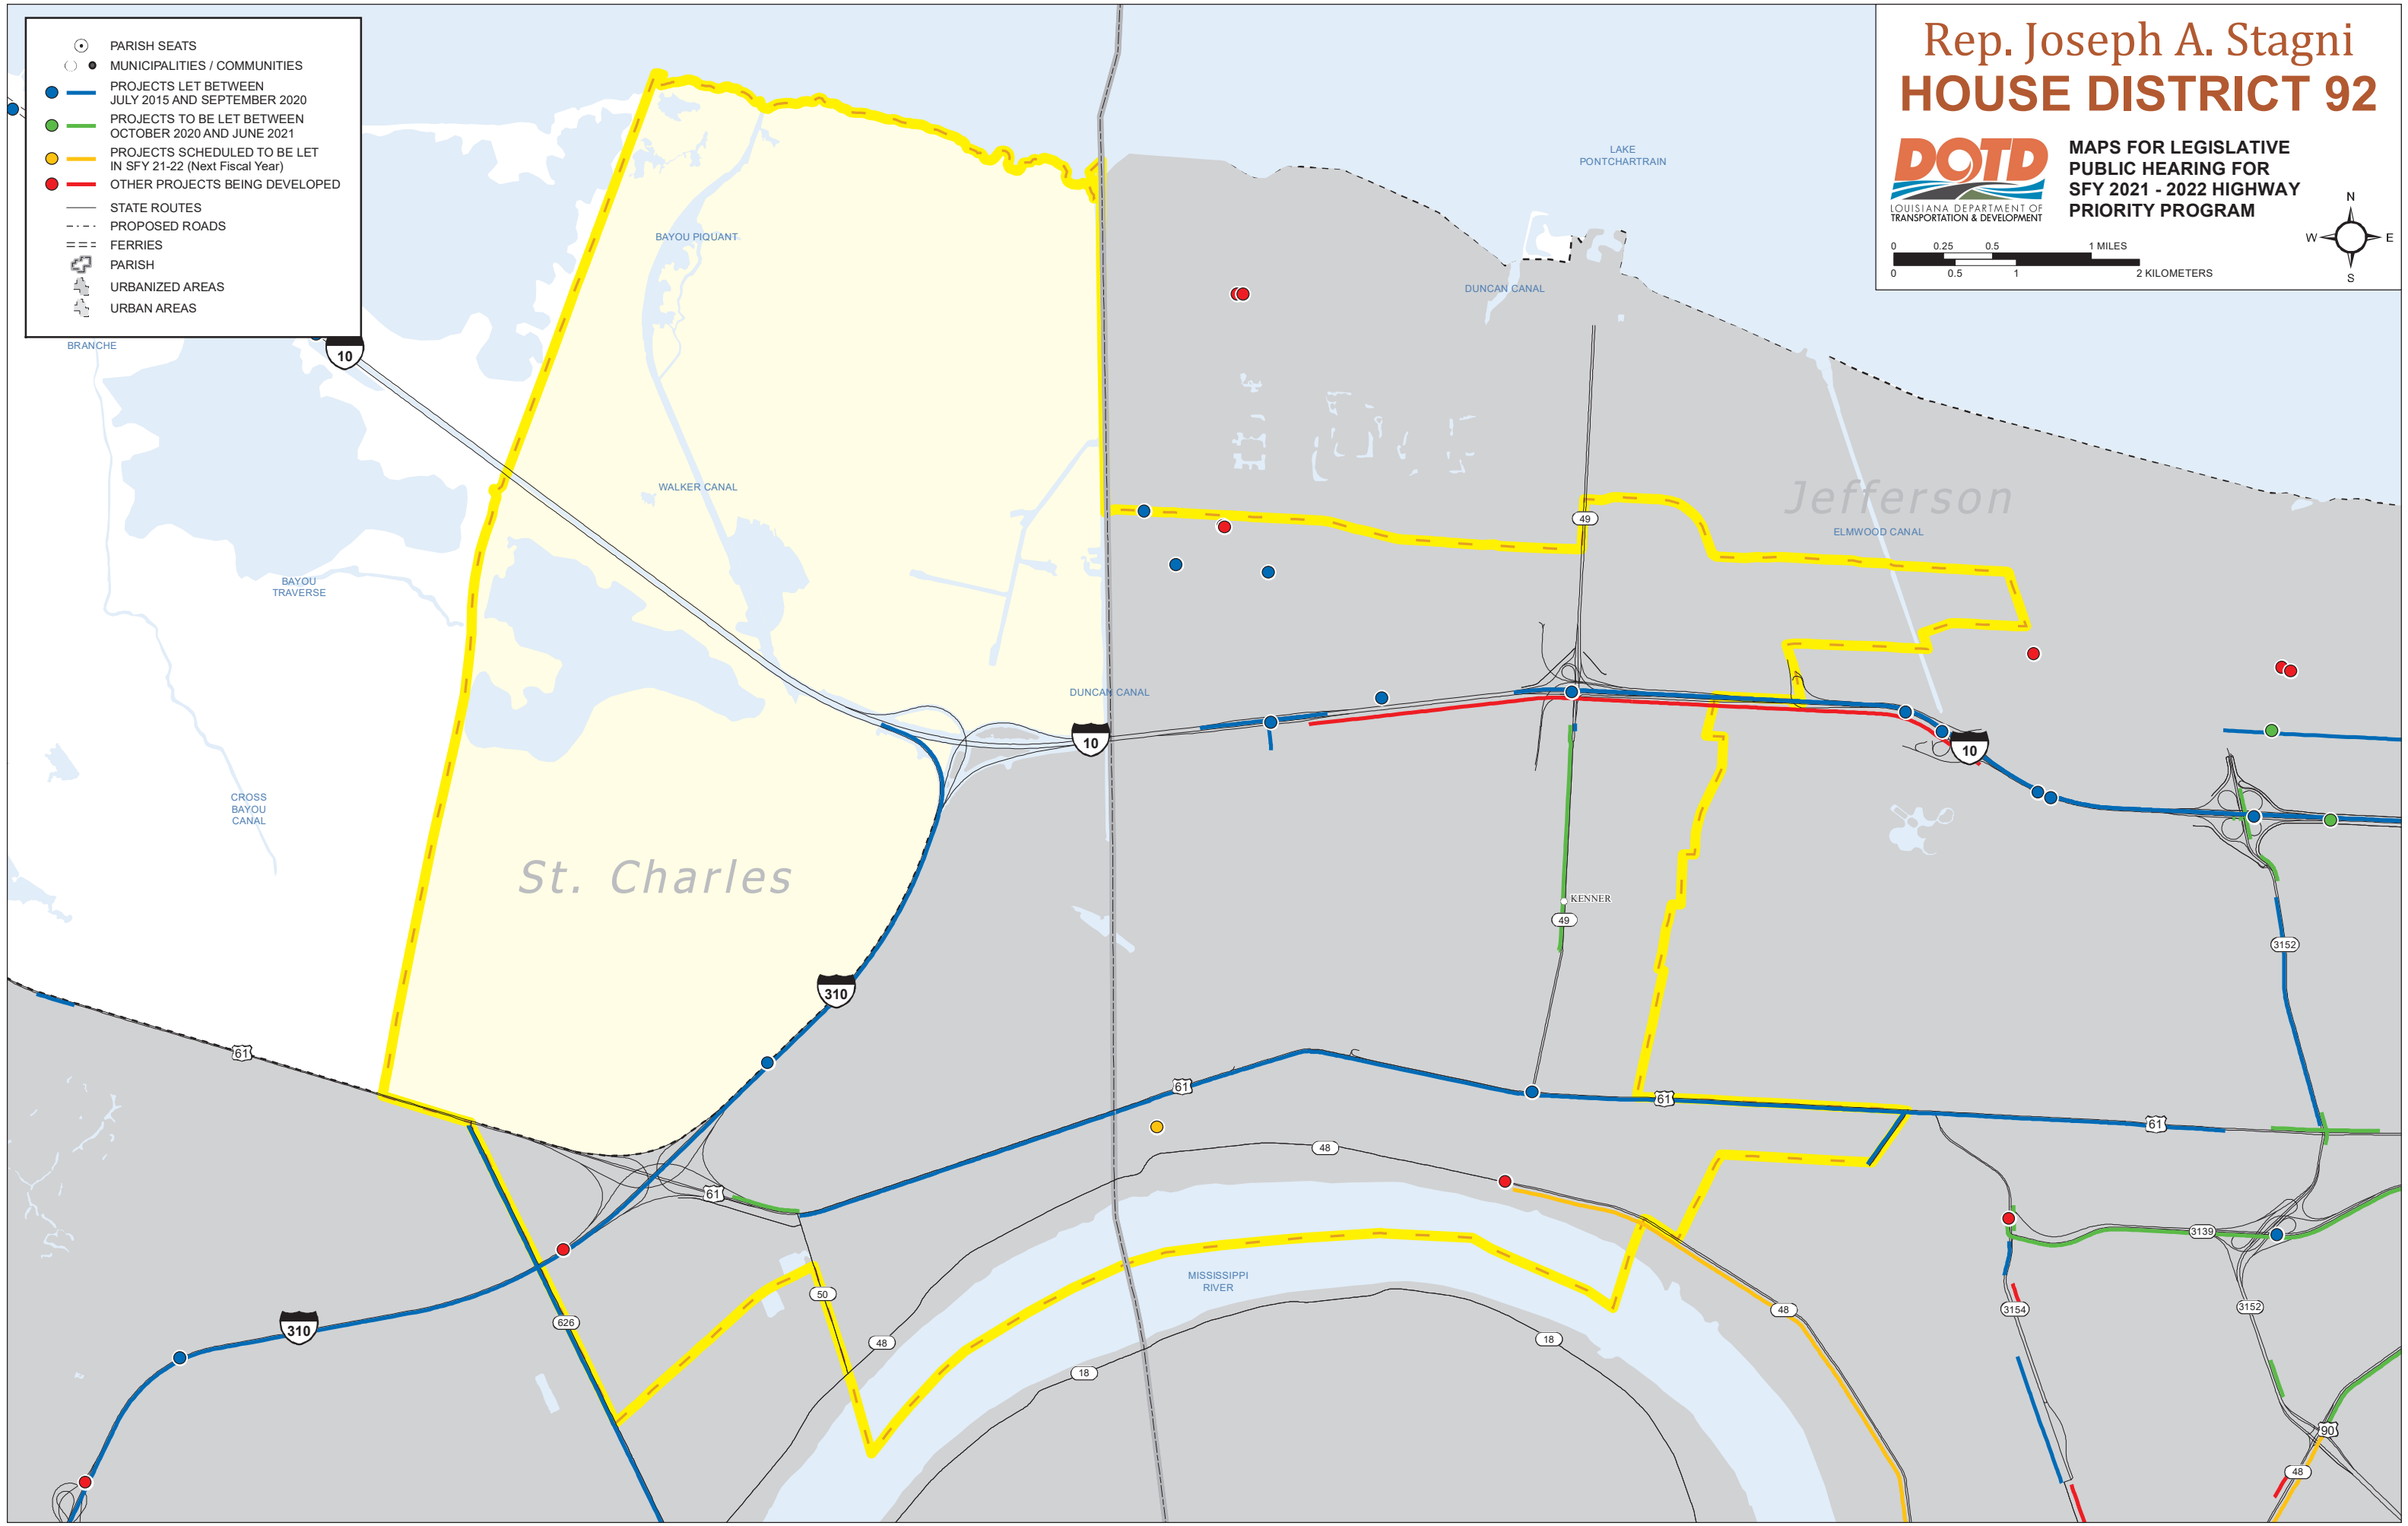 PARISH SEATS
MUNICIPALITIES / COMMUNITIES
PROJECTS LET BETWEEN
JULY 2015 AND SEPTEMBER 2020
PROJECTS TO BE LET BETWEEN
OCTOBER 2020 AND JUNE 2021
PROJECTS SCHEDULED TO BE LET
IN SFY 21-22 (Next Fiscal Year)
OTHER PROJECTS BEING DEVELOPED
STATE ROUTES
PROPOSED ROADS
FERRIES
PARISH
URBANIZED AREAS
URBAN AREAS
Rep. Joseph A. Stagni
HOUSE DISTRICT 92
DOTD
LOUISIANA DEPARTMENT OF
TRANSPORTATION & DEVELOPMENT
MAPS FOR LEGISLATIVE
PUBLIC HEARING FOR
SFY 2021 - 2022 HIGHWAY
PRIORITY PROGRAM
N
W
E
S
0 0.25 0.5 1 MILES
0 0.5 1 2 KILOMETERS
LAKE
PONTCHARTRAIN
BAYOU PIQUANT
DUNCAN CANAL
BRANCHE
10
WALKER CANAL
Jefferson
49
ELMWOOD CANAL
BAYOU
TRAVERSE
DUNCAN CANAL
10
10
CROSS
BAYOU
CANAL
St. Charles
KENNER
49
3152
310
61
61
61
61
48
61
3139
MISSISSIPPI
RIVER
50
626
310
48
3154
3152
48
18
18
90
48